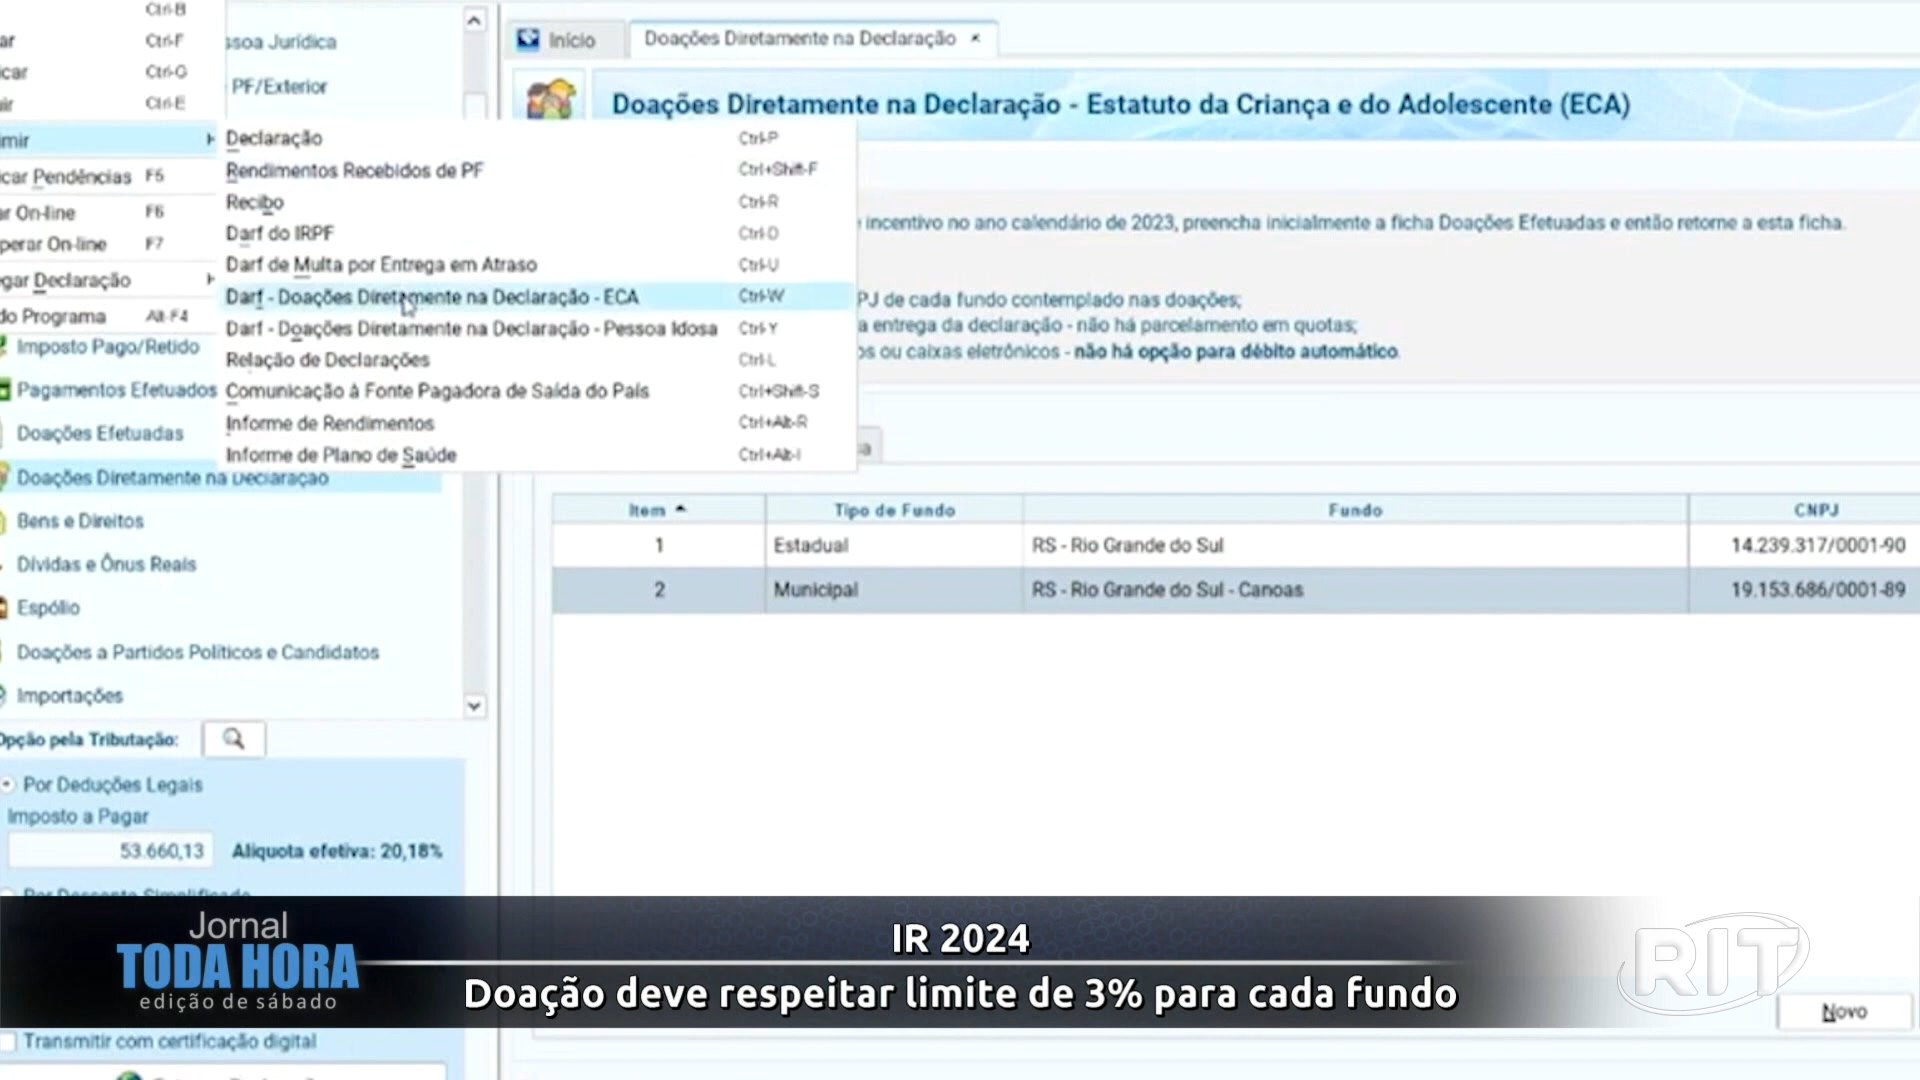 Ctrl-B
Ctrl-F
Ctrl-G
Ctrl-E
Pessoa Jurídica
PF/Exterior
Início
Doações Diretamente na Declaração
Doações Diretamente na Declaração - Estatuto da Criança e do Adolescente (ECA)
Declaração Ctrl-P
Pendências F5
Rendimentos Recebidos de PF Ctrl+Shift-F
On-line F6
Recibo Ctrl-R
On-line F7
Darf do IRPF Ctrl-D
Declaração
Darf de Multa por Entrega em Atraso Ctrl-U
Programa Alt-F4
Darf - Doações Diretamente na Declaração - ECA Ctrl-W
Darf - Doações Diretamente na Declaração - Pessoa Idosa Ctrl-Y
Relação de Declarações Ctrl-L
Comunicação à Fonte Pagadora de Saída do País Ctrl+Shift-S
Informe de Rendimentos Ctrl+Alt-R
Informe de Plano de Saúde Ctrl+Alt-I
incentivo no ano calendário de 2023, preencha inicialmente a ficha Doações Efetuadas e então retorne a esta ficha.
PJ de cada fundo contemplado nas doações;
a entrega da declaração - não há parcelamento em quotas;
os ou caixas eletrônicos - não há opção para débito automático.
Imposto Pago/Retido
Pagamentos Efetuados
Doações Efetuadas
Doações Diretamente na Declaração
Bens e Direitos
Dívidas e Ônus Reais
Espólio
Doações a Partidos Políticos e Candidatos
Importações
Item Tipo de Fundo Fundo CNPJ
1 Estadual RS - Rio Grande do Sul 14.239.317/0001-90
2 Municipal RS - Rio Grande do Sul - Canoas 19.153.686/0001-89
Opção pela Tributação:
Por Deduções Legais
Imposto a Pagar
53.660,13 Aliquota efetiva: 20,18%
Por Desconto Simplificado
Jornal
TODA HORA
edição de sábado
IR 2024
Doação deve respeitar limite de 3% para cada fundo
RIT
Novo
Transmitir com certificação digital